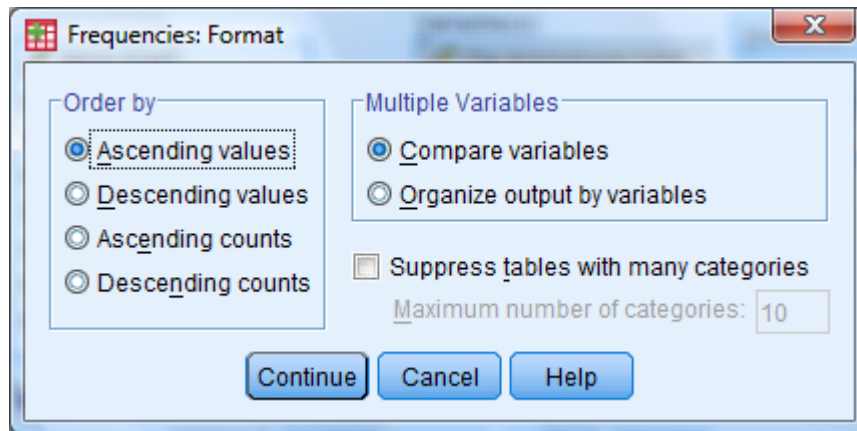 Frequencies: Format
Order by
Ascending values
Descending values
Ascending counts
Descending counts
Multiple Variables
Compare variables
Organize output by variables
Suppress tables with many categories
Maximum number of categories: 10
Continue Cancel Help